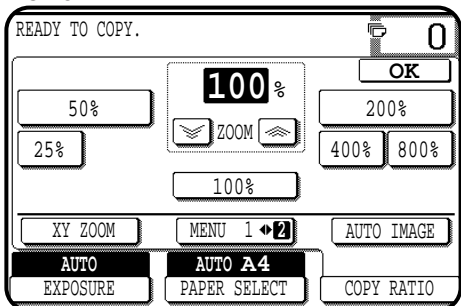 READY TO COPY. 0
OK
100 %
50% 200%
ZOOM
25% 400% 800%
100%
XY ZOOM MENU 1 2 AUTO IMAGE
AUTO AUTO A4
EXPOSURE PAPER SELECT COPY RATIO